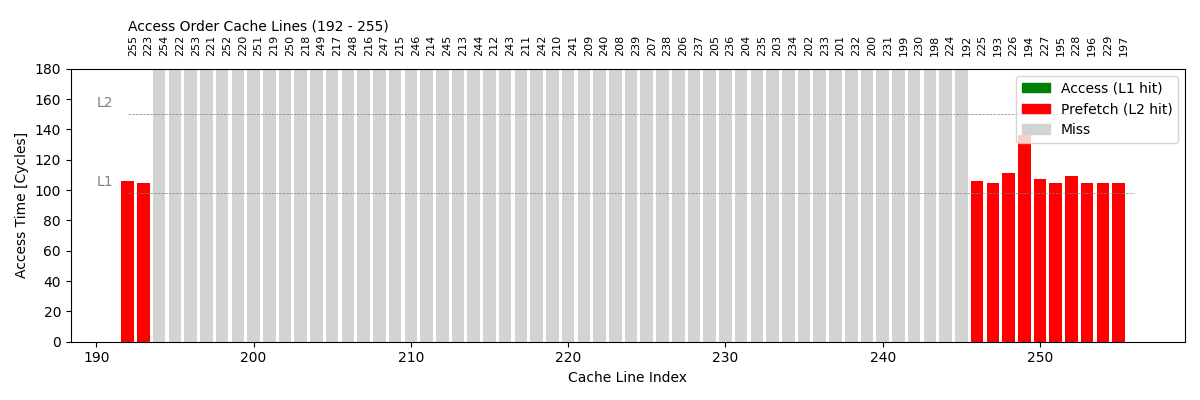 Access Order Cache Lines (192 - 255)
255 223 254 222 253 221 252 220 251 219 250 218 249 217 248 216 247 215 246 214 245 213 244 212 243 211 242 210 241 209 240 208 239 207 238 206 237 205 236 204 235 203 234 202 233 201 232 200 231 199 230 198 224 192 225 193 226 194 227 195 228 196 229 197
180
160
140
120
100
80
60
40
20
0
Access Time [Cycles]
L2
L1
Access (L1 hit)
Prefetch (L2 hit)
Miss
190 200 210 220 230 240 250
Cache Line Index